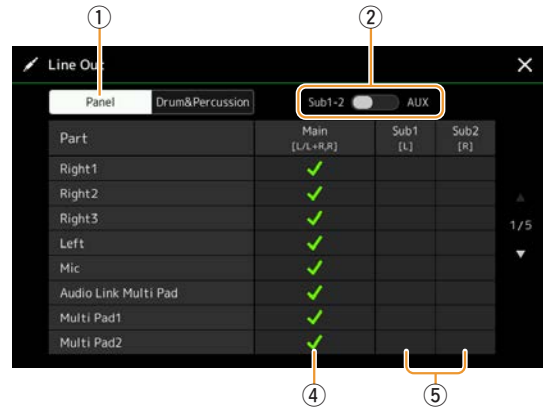 ① ②
Line Out
Panel Drum&Percussion Sub1-2 AUX
Part Main Sub1 Sub2
[L/L+R,R] [L] [R]
Right1
Right2
Right3
Left
Mic
Audio Link Multi Pad
Multi Pad1
Multi Pad2
1/5
④ ⑤